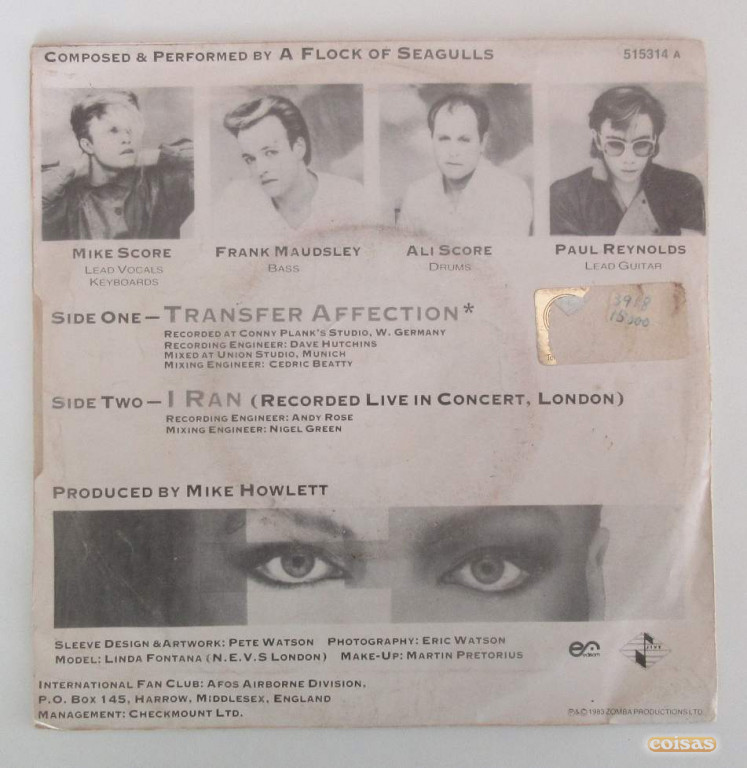 COMPOSED & PERFORMED BY A FLOCK OF SEAGULLS 515314 A
MIKE SCORE
LEAD VOCALS
KEYBOARDS
FRANK MAUDSLEY
BASS
ALI SCORE
DRUMS
PAUL REYNOLDS
LEAD GUITAR
SIDE ONE – TRANSFER AFFECTION*
RECORDED AT CONNY PLANK'S STUDIO, W. GERMANY
RECORDING ENGINEER: DAVE HUTCHINS
MIXED AT UNION STUDIO, MUNICH
MIXING ENGINEER: CEDRIC BEATTY
SIDE TWO – I RAN (RECORDED LIVE IN CONCERT, LONDON)
RECORDING ENGINEER: ANDY ROSE
MIXING ENGINEER: NIGEL GREEN
PRODUCED BY MIKE HOWLETT
SLEEVE DESIGN & ARTWORK: PETE WATSON PHOTOGRAPHY: ERIC WATSON
MODEL: LINDA FONTANA (N.E.V.S LONDON) MAKE-UP: MARTIN PRETORIUS
JIVE
INTERNATIONAL FAN CLUB: AFOS AIRBORNE DIVISION,
P.O. BOX 145, HARROW, MIDDLESEX, ENGLAND
MANAGEMENT: CHECKMOUNT LTD.
℗ & © 1983 ZOMBA PRODUCTIONS LTD
coisas